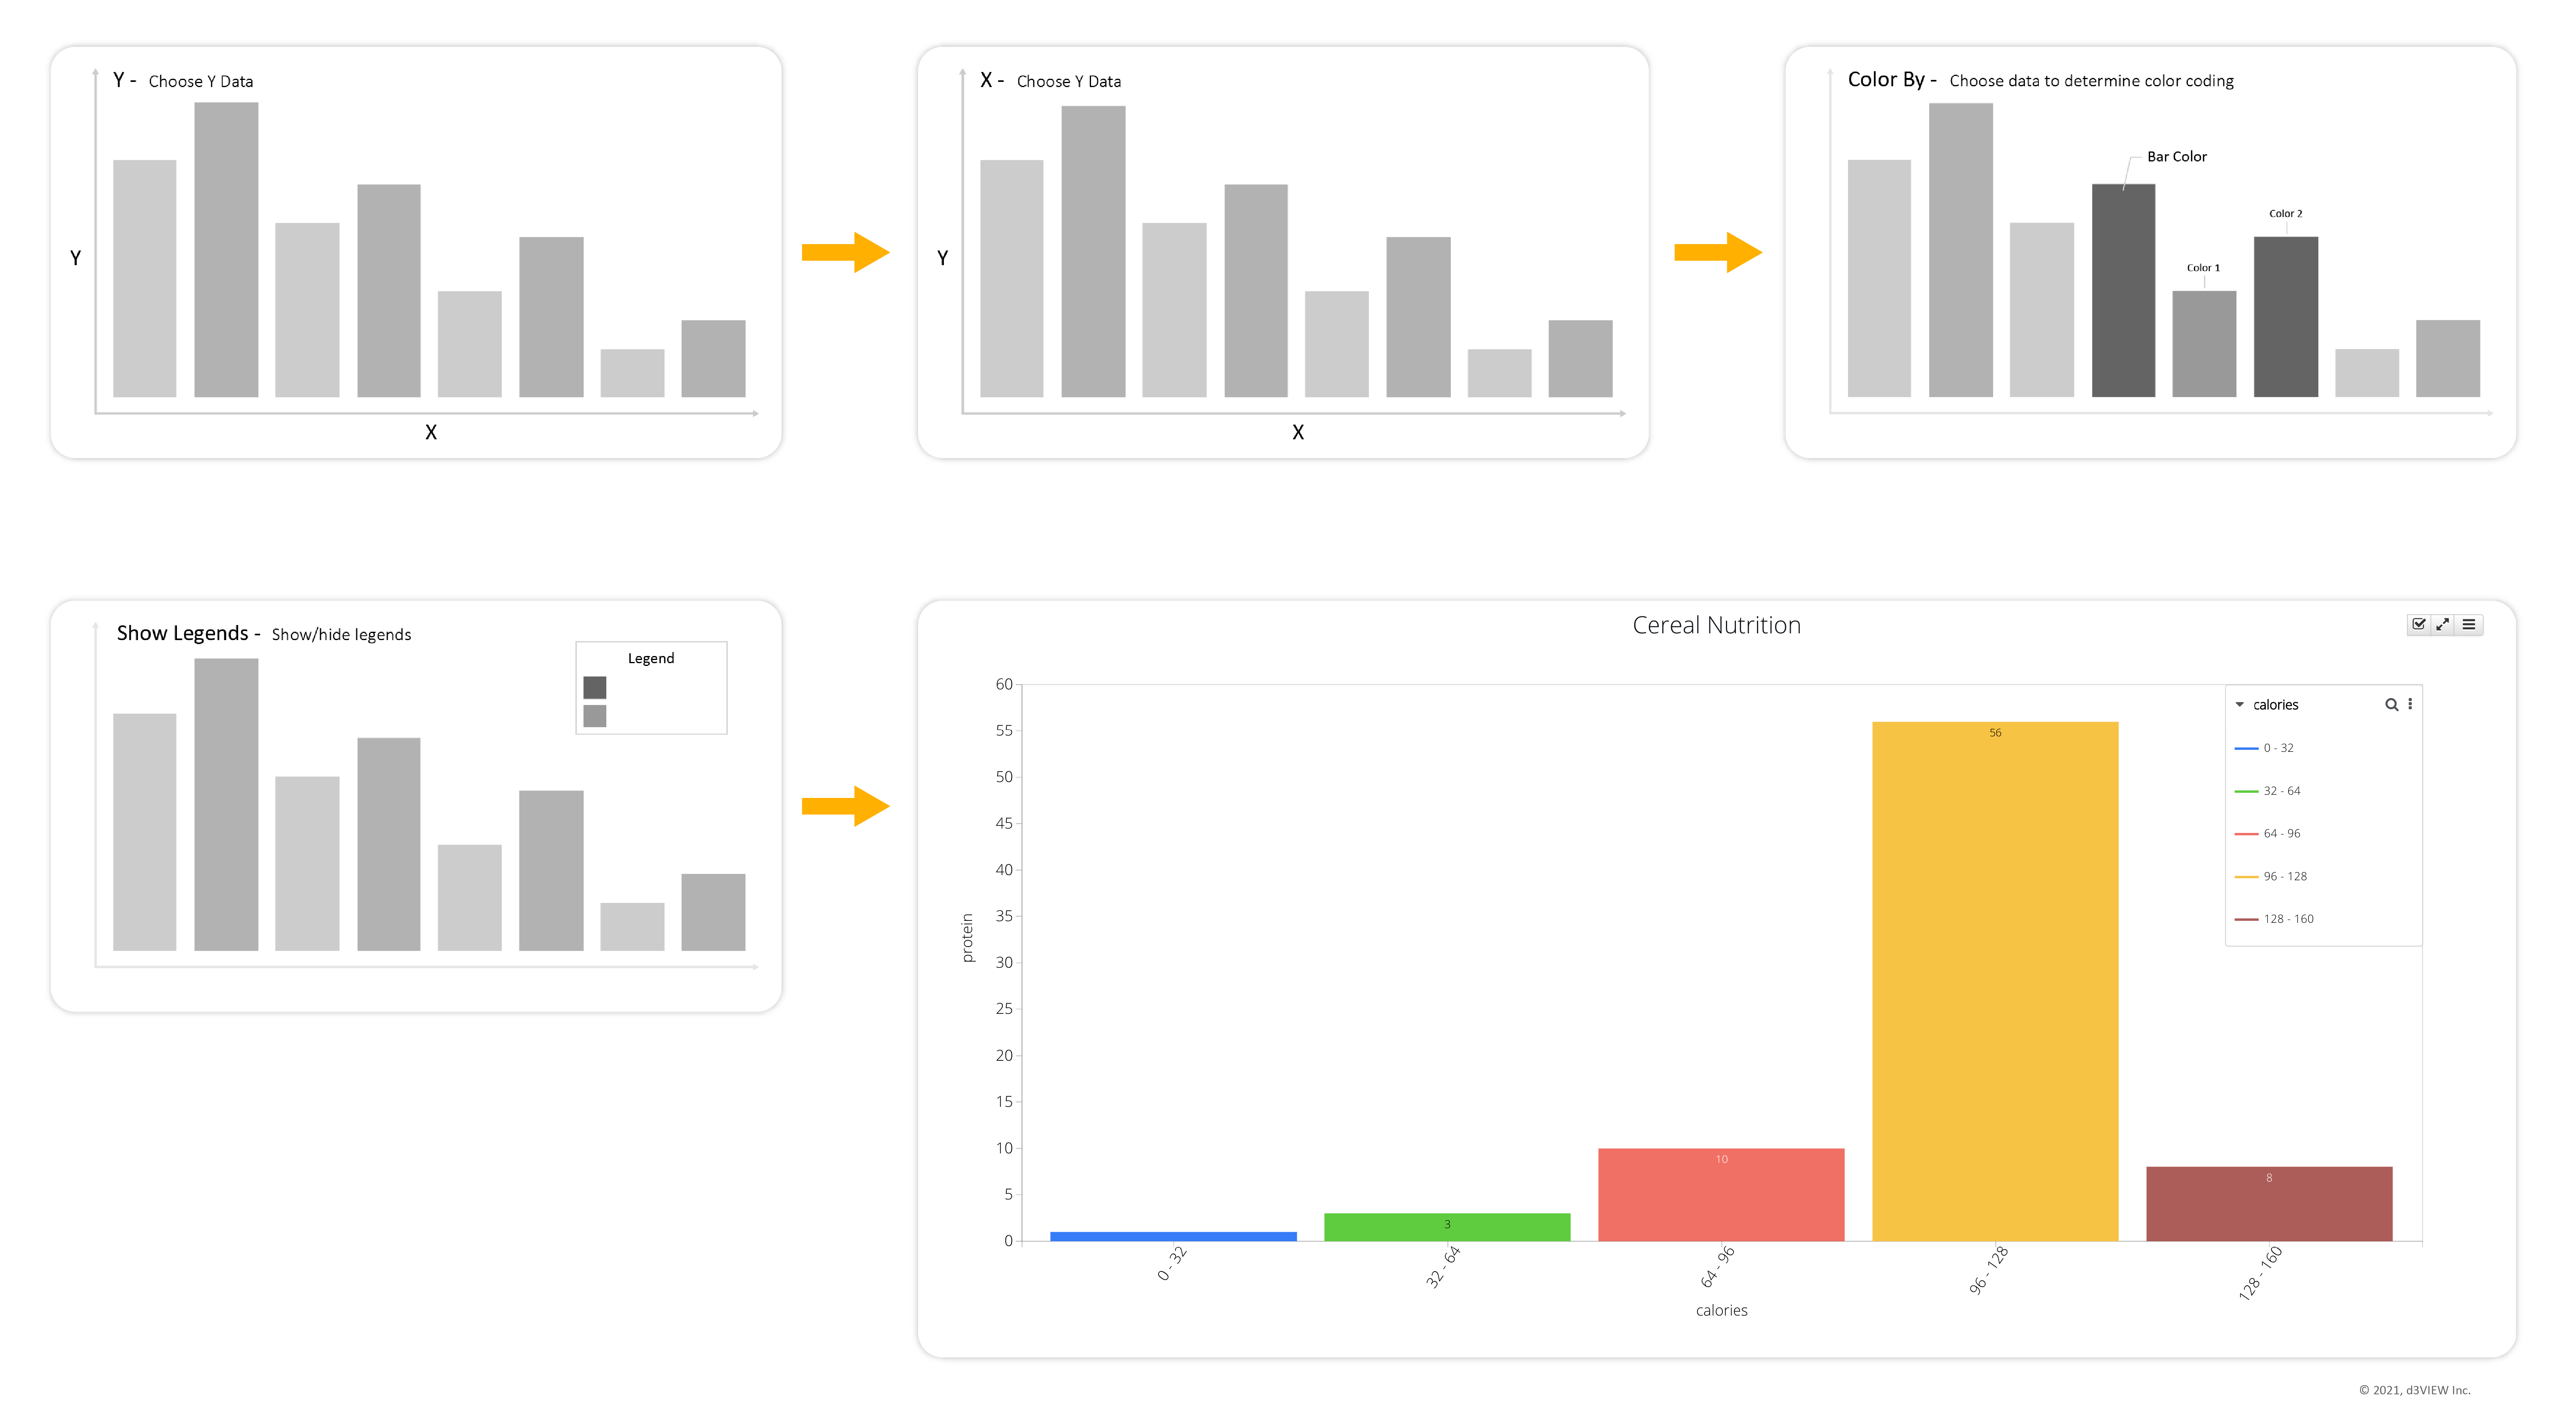 Y - Choose Y Data
Y
X
X - Choose Y Data
Y
X
Color By - Choose data to determine color coding
Bar Color
Color 2
Color 1
Show Legends - Show/hide legends
Legend
Cereal Nutrition
60
55
50
45
40
35
30
25
20
15
10
5
0
protein
56
10
8
3
calories
0 - 32
32 - 64
64 - 96
96 - 128
128 - 160
0 - 32
32 - 64
64 - 96
96 - 128
128 - 160
calories
© 2021, d3VIEW Inc.